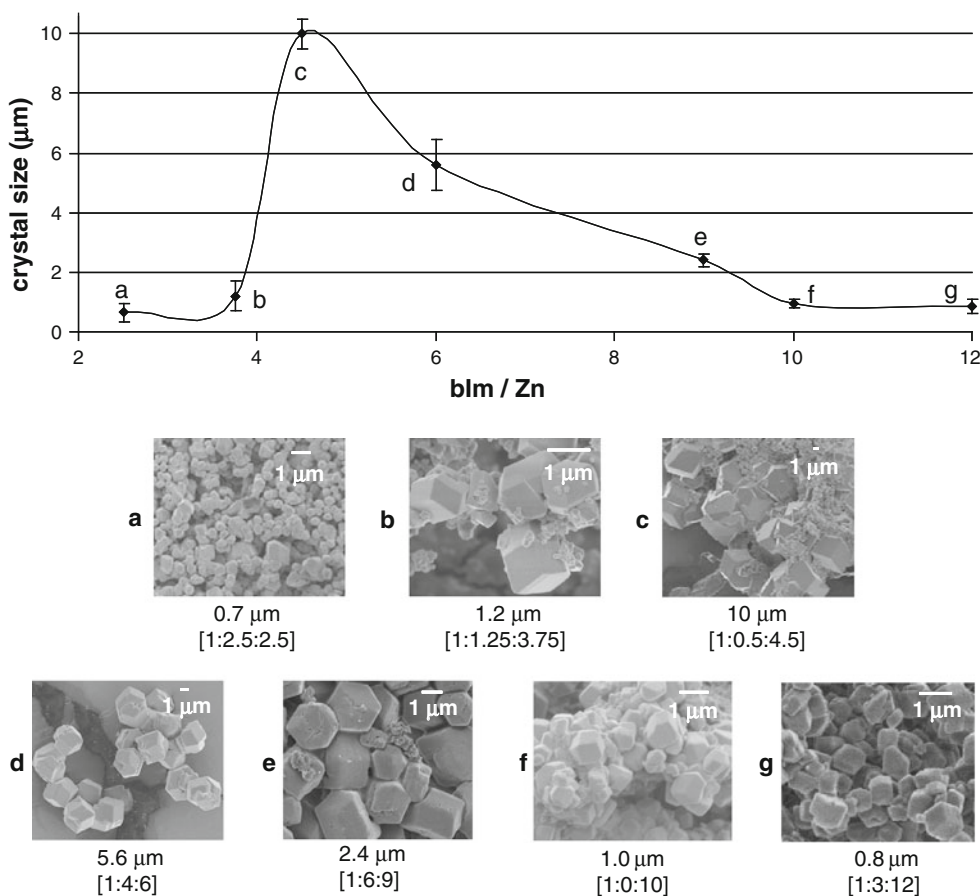 crystal size (μm)
10
8
6
4
2
0
a
b
c
d
e
f
g
2 4 6 8 10 12
bIm / Zn
a
1 μm
0.7 μm
[1:2.5:2.5]
b
1 μm
1.2 μm
[1:1.25:3.75]
c
1 μm
10 μm
[1:0.5:4.5]
d
1 μm
5.6 μm
[1:4:6]
e
1 μm
2.4 μm
[1:6:9]
f
1 μm
1.0 μm
[1:0:10]
g
1 μm
0.8 μm
[1:3:12]